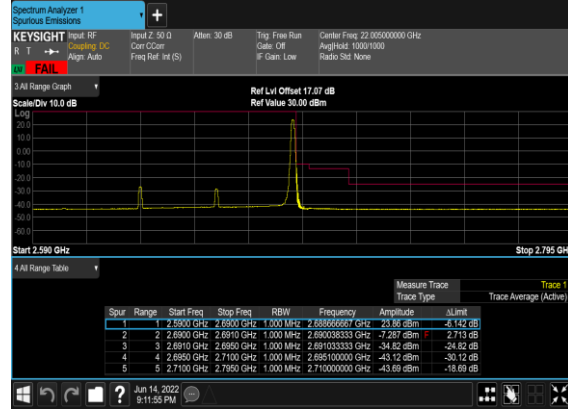 Spectrum Analyzer 1
Spurious Emissions
KEYSIGHT Input: RF Input Z: 50 Ω Atten: 30 dB Trig: Free Run Center Freq: 22.005000000 GHz
R T Coupling: DC Corr CCorr Gate: Off Avg|Hold: 1000/1000
Align: Auto Freq Ref: Int (S) IF Gain: Low Radio Std: None
FAIL
3 All Range Graph
Ref Lvl Offset 17.07 dB
Scale/Div 10.0 dB Ref Value 30.00 dBm
Log
20.0
10.0
0.00
-10.0
-20.0
-30.0
-40.0
-50.0
-60.0
Start 2.590 GHz Stop 2.795 GH
4 All Range Table
Measure Trace Trace 1
Trace Type Trace Average (Active)
Spur Range Start Freq Stop Freq RBW Frequency Amplitude ΔLimit
1 1 2.5900 GHz 2.6900 GHz 1.000 MHz 2.688666667 GHz 23.86 dBm -6.142 dB
2 2 2.6900 GHz 2.6910 GHz 1.000 MHz 2.690038333 GHz -7.287 dBm F 2.713 dB
3 3 2.6910 GHz 2.6950 GHz 1.000 MHz 2.691033333 GHz -34.82 dBm -24.82 dB
4 4 2.6950 GHz 2.7100 GHz 1.000 MHz 2.695100000 GHz -43.12 dBm -30.12 dB
5 5 2.7100 GHz 2.7950 GHz 1.000 MHz 2.710000000 GHz -43.69 dBm -18.69 dB
? Jun 14, 2022
9:11:55 PM